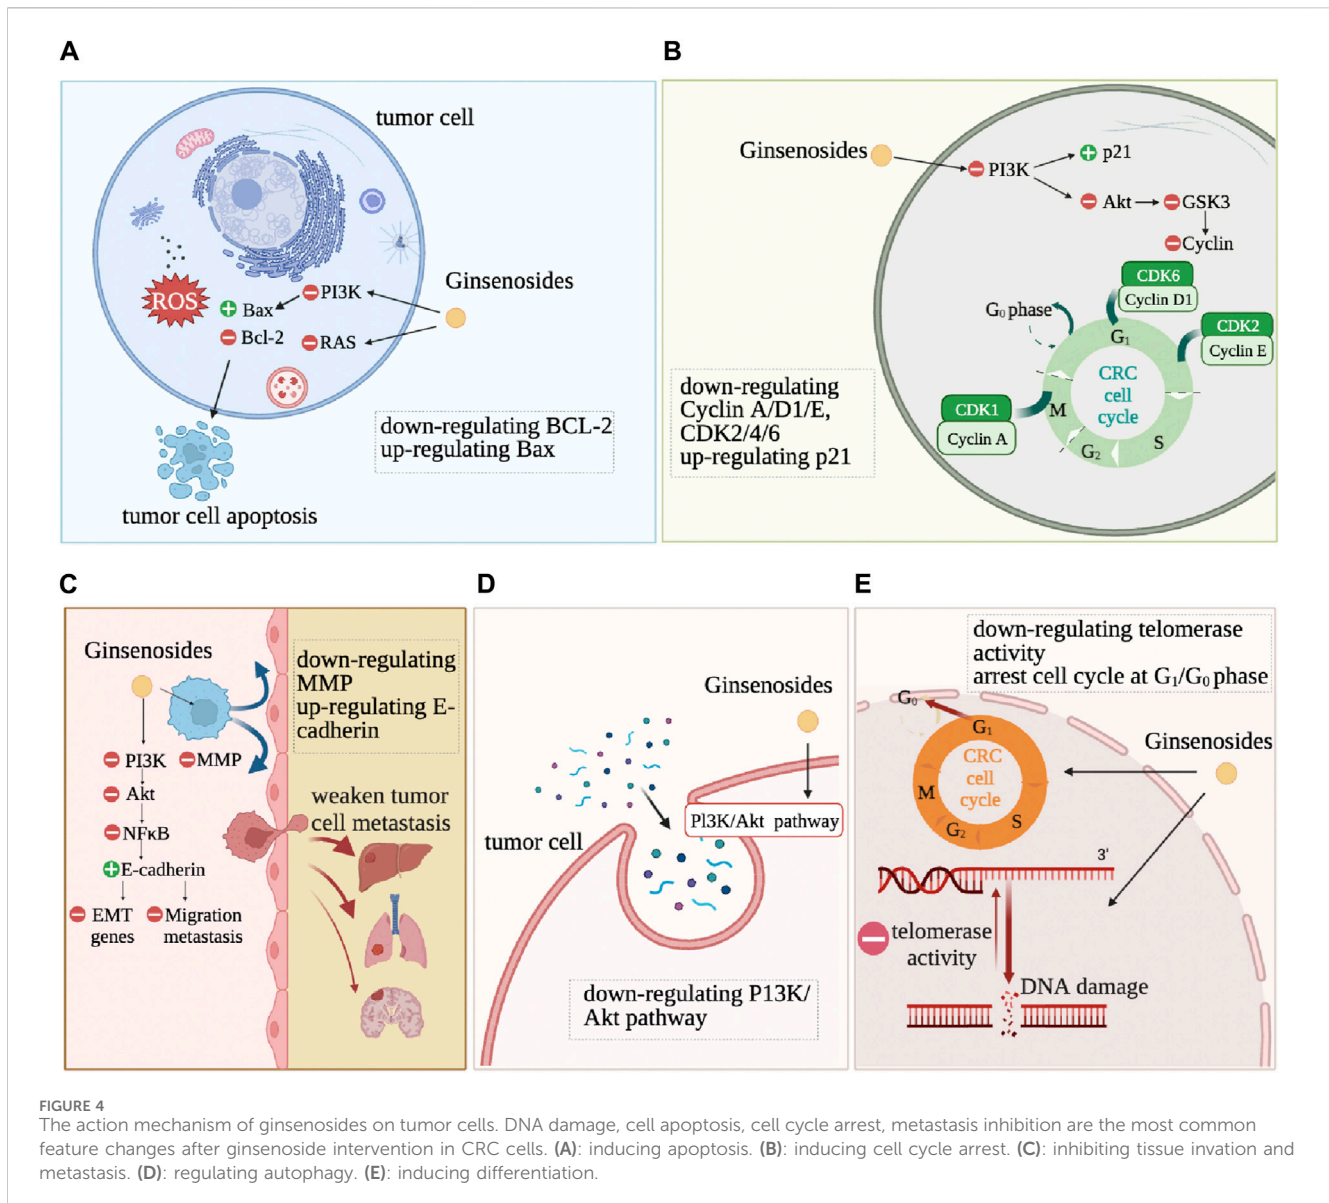 A
tumor cell
Ginsenosides
PI3K
Bax
ROS
Bcl-2
RAS
down-regulating BCL-2
up-regulating Bax
tumor cell apoptosis
B
Ginsenosides
PI3K
p21
Akt
GSK3
Cyclin
CDK6
Cyclin D1
G₀ phase
G₁
CDK2
Cyclin E
CRC
cell
cycle
M
CDK1
Cyclin A
G₂
S
down-regulating
Cyclin A/D1/E,
CDK2/4/6
up-regulating p21
C
Ginsenosides
PI3K
MMP
Akt
NFκB
E-cadherin
EMT
genes
Migration
metastasis
down-regulating
MMP
up-regulating E-
cadherin
weaken tumor
cell metastasis
D
Ginsenosides
tumor cell
Pl3K/Akt pathway
down-regulating P13K/
Akt pathway
E
down-regulating telomerase
activity
arrest cell cycle at G₁/G₀ phase
G₀
G₁
Ginsenosides
CRC
cell
cycle
M
G₂
S
3'
telomerase
activity
DNA damage
FIGURE 4
The action mechanism of ginsenosides on tumor cells. DNA damage, cell apoptosis, cell cycle arrest, metastasis inhibition are the most common
feature changes after ginsenoside intervention in CRC cells. (A): inducing apoptosis. (B): inducing cell cycle arrest. (C): inhibiting tissue invation and
metastasis. (D): regulating autophagy. (E): inducing differentiation.